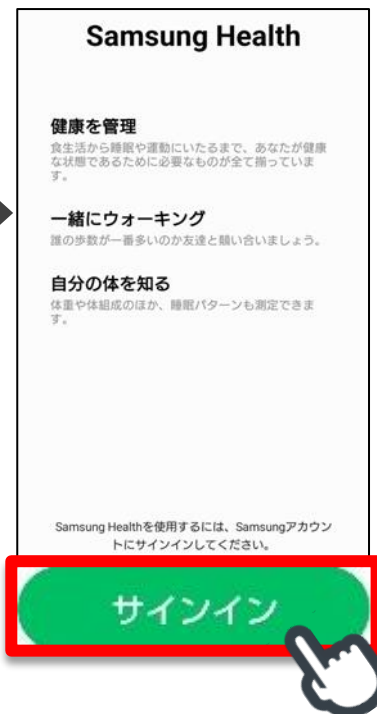 Samsung Health
健康を管理
食生活から睡眠や運動にいたるまで、あなたが健康
な状態であるために必要なものが全て揃っていま
す。
一緒にウォーキング
誰の歩数が一番多いのか友達と競い合いましょう。
自分の体を知る
体重や体組成のほか、睡眠パターンも測定できま
す。
Samsung Healthを使用するには、Samsungアカウン
トにサインインしてください。
サインイン